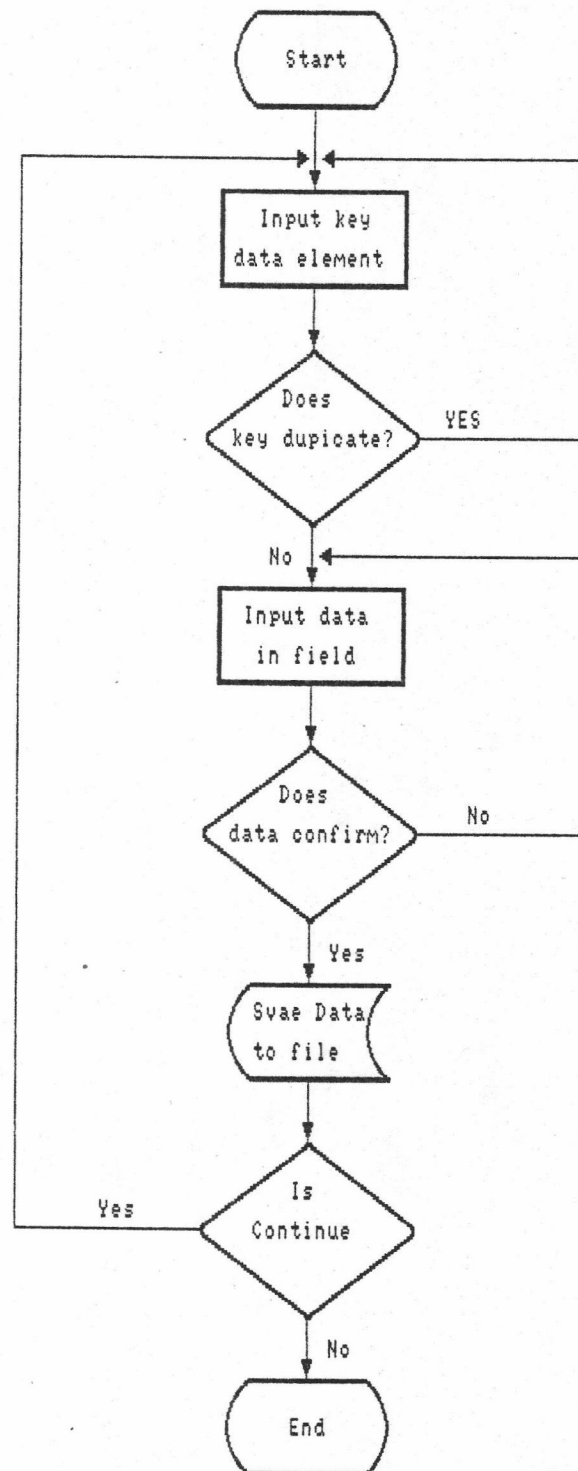 Start
Input key
data element
Does
key dupicate?
YES
No
Input data
in field
Does
data confirm?
No
Yes
Svae Data
to file
Is
Continue
Yes
No
End